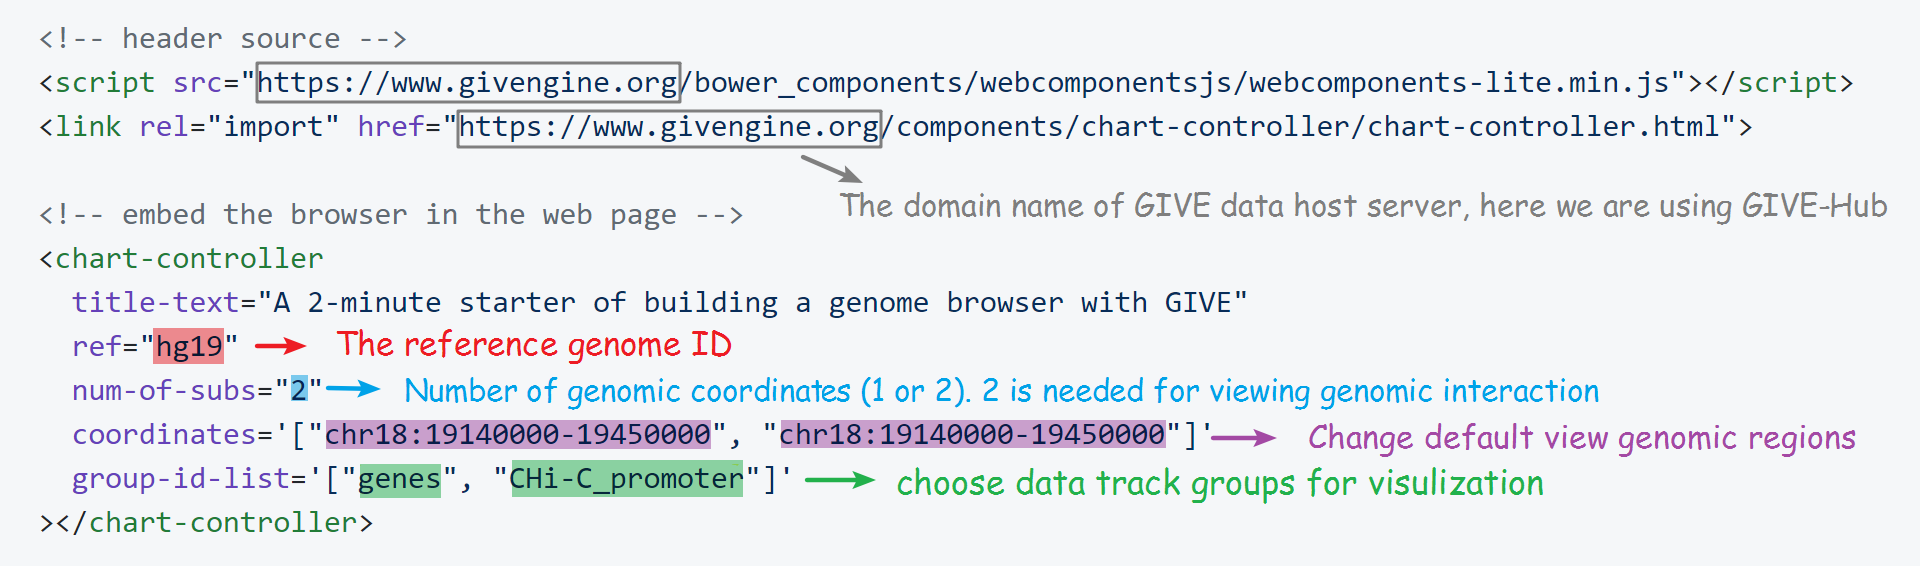 <!-- header source -->
<script src="https://www.givengine.org/bower_components/webcomponentsjs/webcomponents-lite.min.js"></script>
<link rel="import" href="https://www.givengine.org/components/chart-controller/chart-controller.html">
The domain name of GIVE data host server, here we are using GIVE-Hub
<!-- embed the browser in the web page -->
<chart-controller
title-text="A 2-minute starter of building a genome browser with GIVE"
ref="hg19" The reference genome ID
num-of-subs="2" Number of genomic coordinates (1 or 2). 2 is needed for viewing genomic interaction
coordinates='["chr18:19140000-19450000", "chr18:19140000-19450000"]' Change default view genomic regions
group-id-list='["genes", "CHi-C_promoter"]' choose data track groups for visulization
></chart-controller>